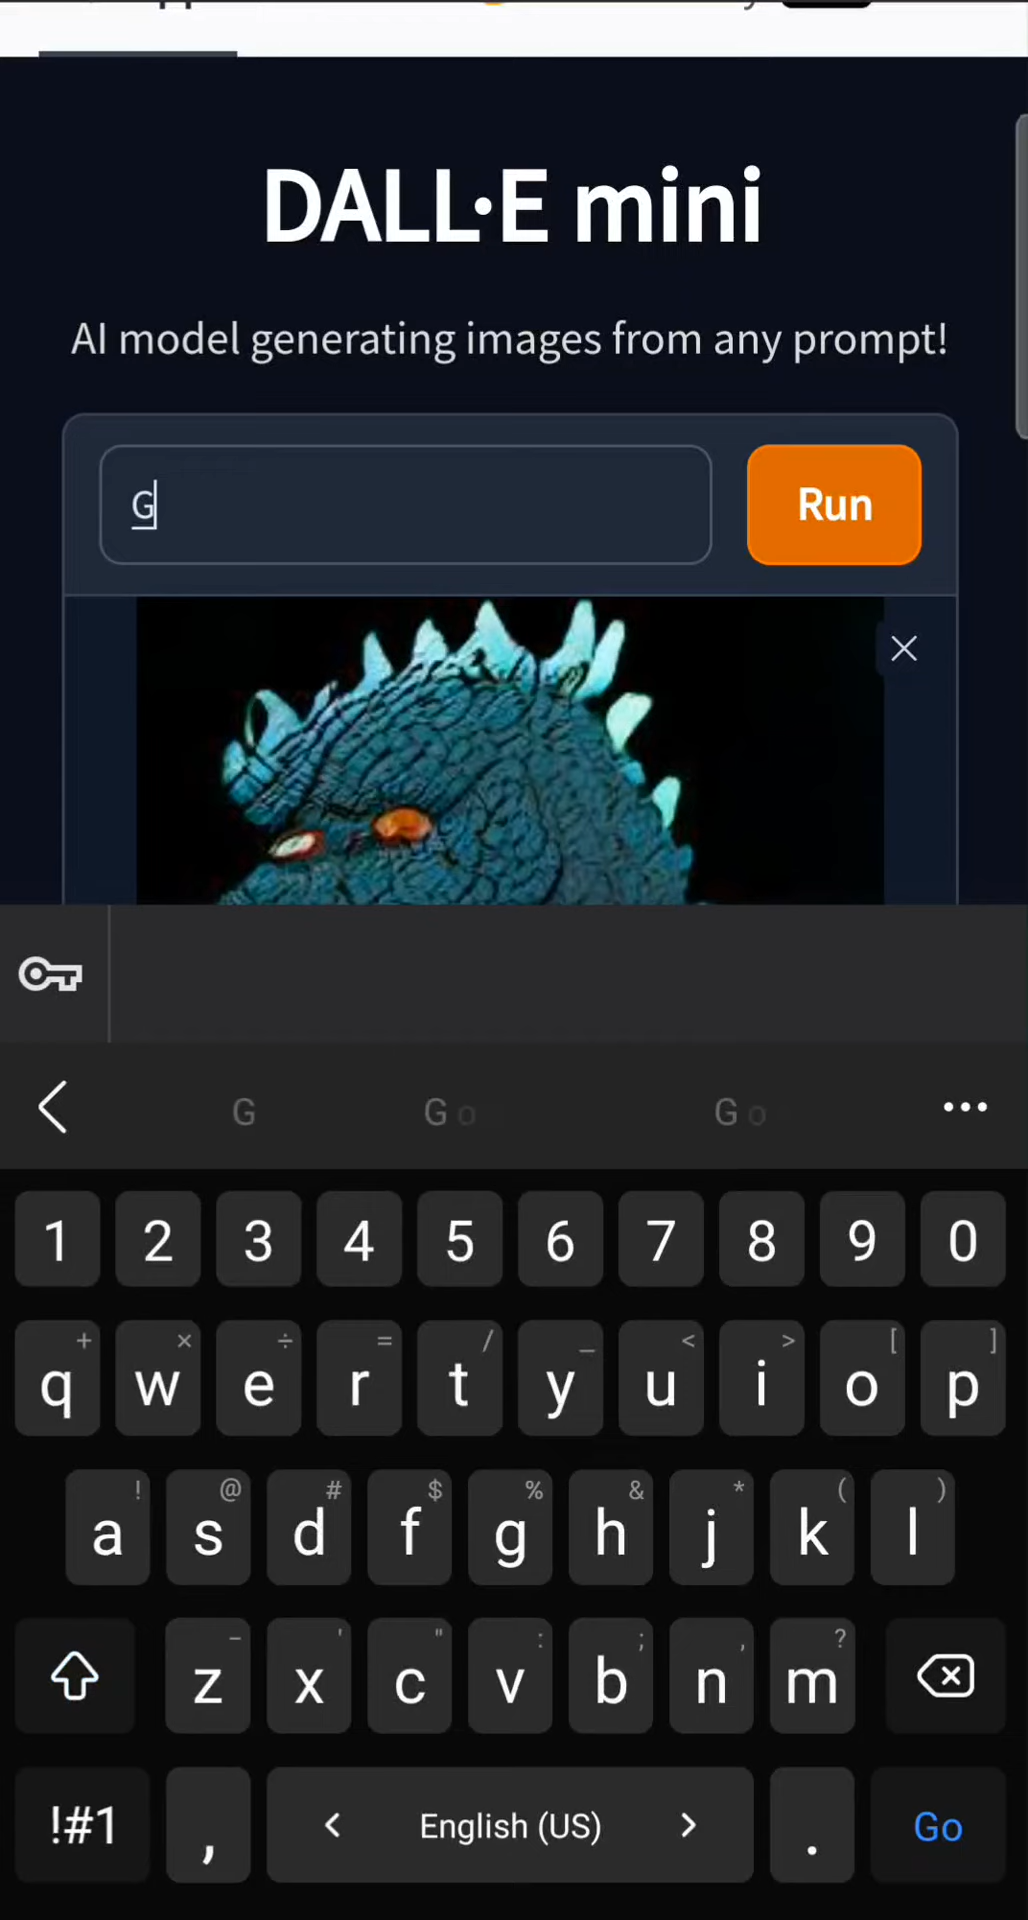 DALL·E mini
AI model generating images from any prompt!
G
Run
G Go Go
1 2 3 4 5 6 7 8 9 0
+ × ÷ = / _ < > [ ]
q w e r t y u i o p
! @ # $ % & * ( )
a s d f g h j k l
- ' " : ; , ?
z x c v b n m
!#1 , < English (US) > . Go